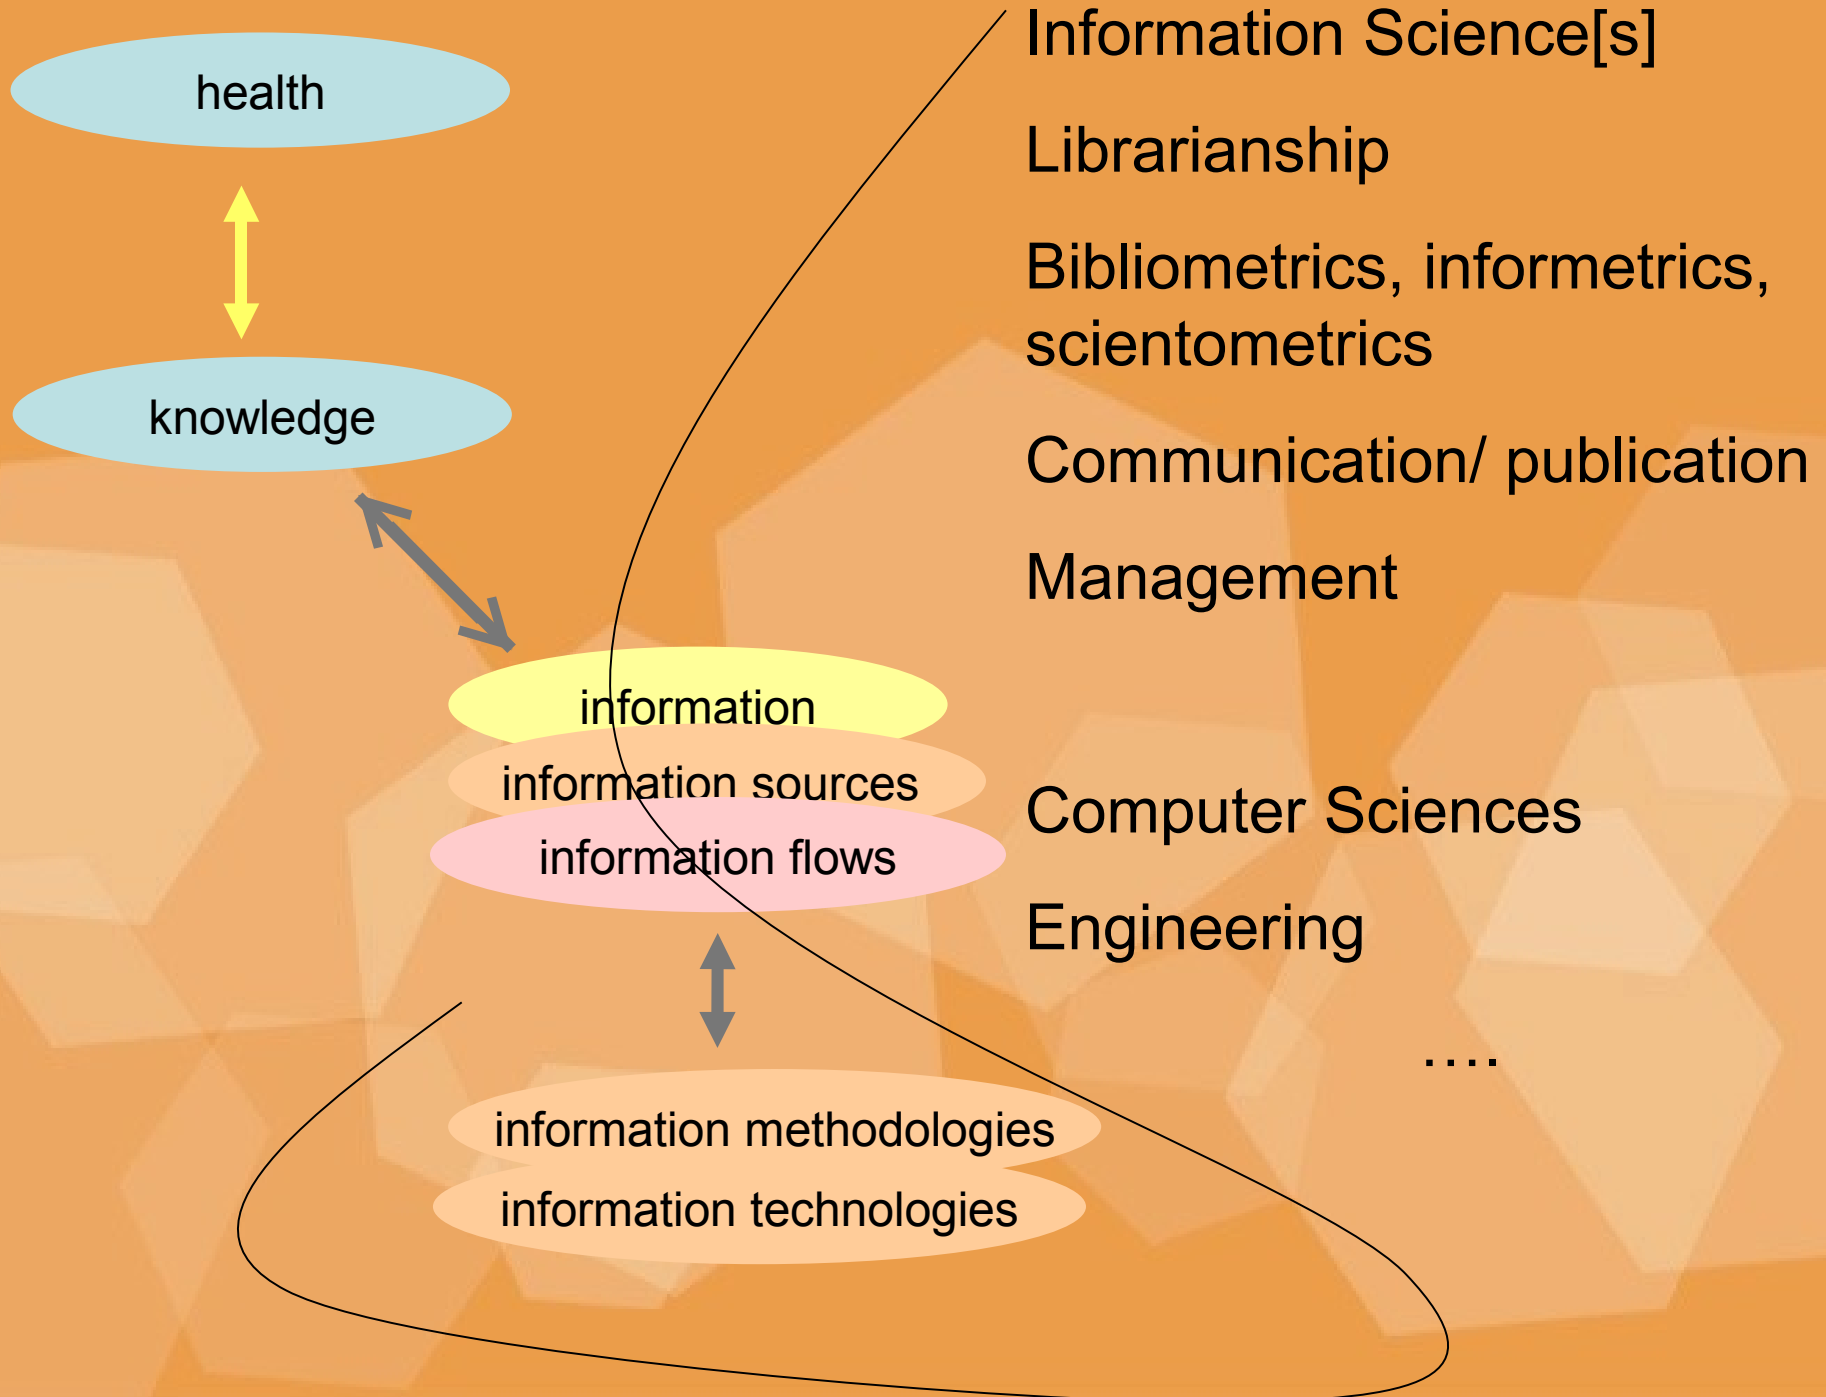 health
knowledge
information
information sources
information flows
information methodologies
information technologies
Information Science[s]
Librarianship
Bibliometrics, informetrics,
scientometrics
Communication/ publication
Management
Computer Sciences
Engineering
….